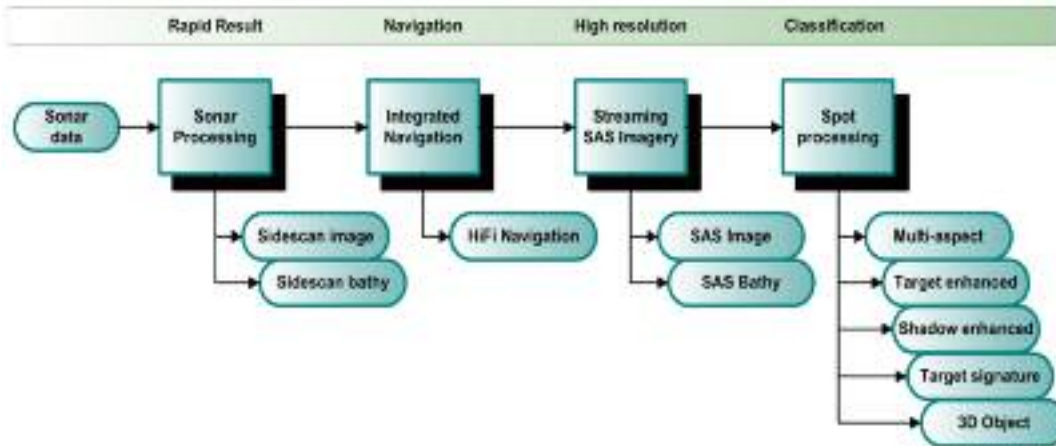 Rapid Result
Navigation
High resolution
Classification
Sonar
data
Sonar
Processing
Integrated
Navigation
Streaming
SAS Imagery
Spot
processing
Sidescan image
Sidescan bathy
HiFi Navigation
SAS Image
SAS Bathy
Multi-aspect
Target enhanced
Shadow enhanced
Target signature
3D Object